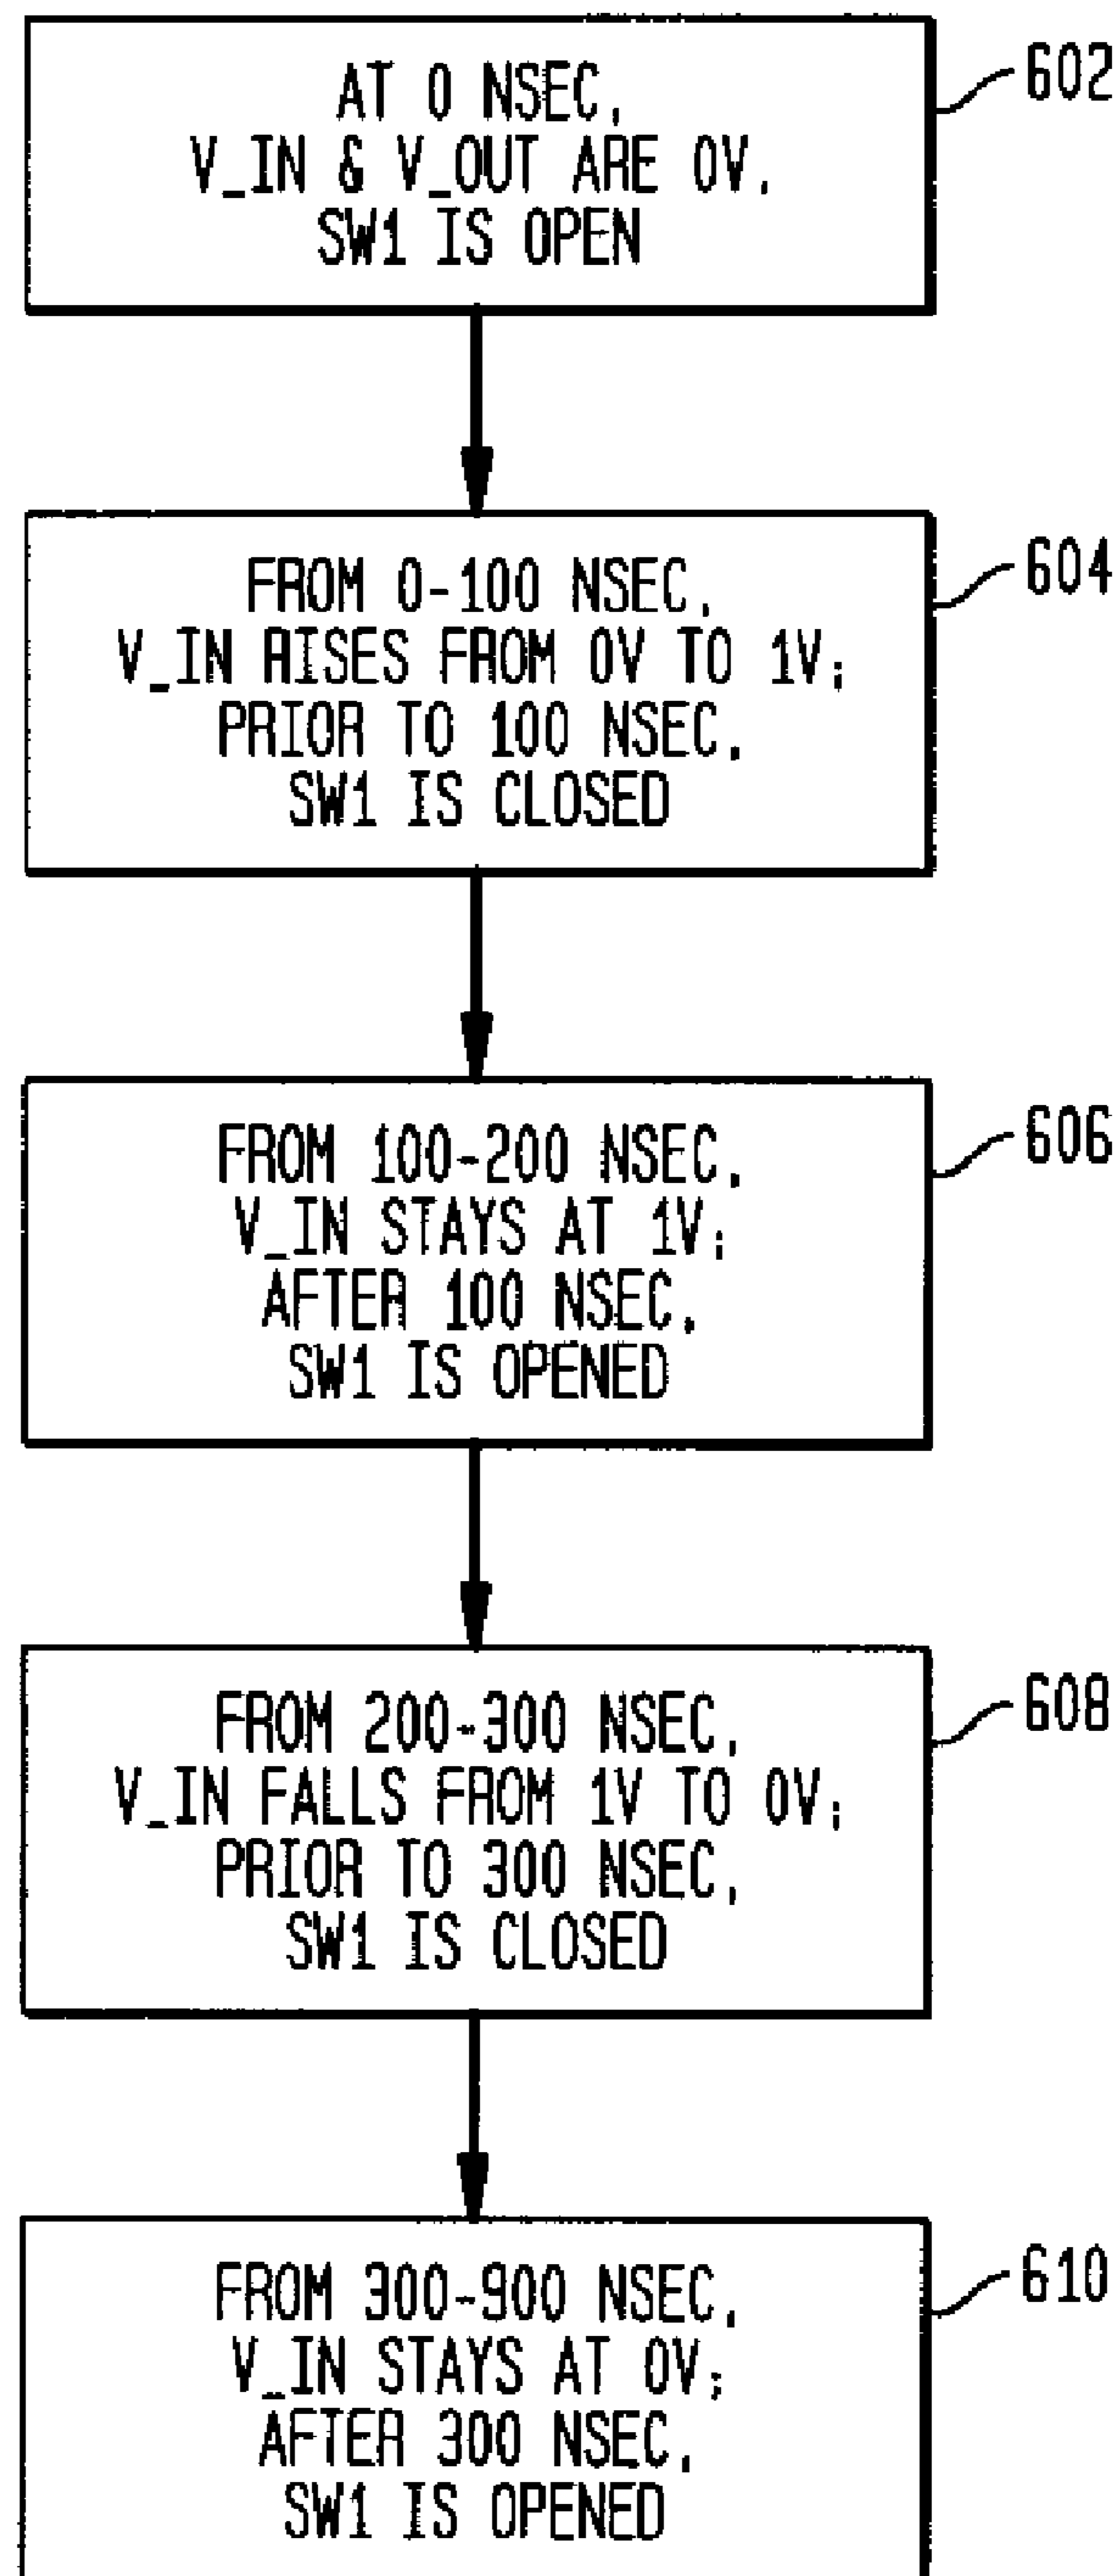 AT 0 NSEC,
V_IN & V_OUT ARE 0V,
SW1 IS OPEN
602
FROM 0-100 NSEC,
V_IN RISES FROM 0V TO 1V;
PRIOR TO 100 NSEC,
SW1 IS CLOSED
604
FROM 100-200 NSEC,
V_IN STAYS AT 1V;
AFTER 100 NSEC,
SW1 IS OPENED
606
FROM 200-300 NSEC,
V_IN FALLS FROM 1V TO 0V;
PRIOR TO 300 NSEC,
SW1 IS CLOSED
608
FROM 300-900 NSEC,
V_IN STAYS AT 0V;
AFTER 300 NSEC,
SW1 IS OPENED
610